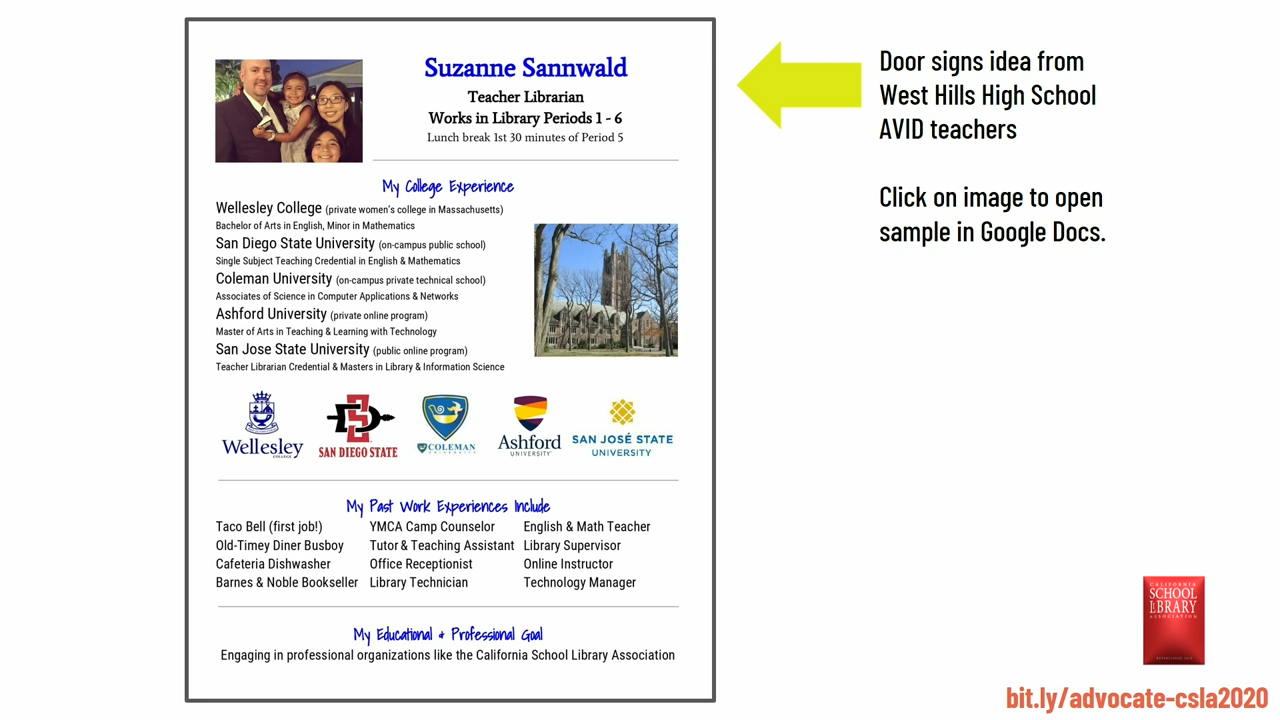 Suzanne Sannwald
Teacher Librarian
Works in Library Periods 1 - 6
Lunch break 1st 30 minutes of Period 5
My College Experience
Wellesley College (private women's college in Massachusetts)
Bachelor of Arts in English, Minor in Mathematics
San Diego State University (on-campus public school)
Single Subject Teaching Credential in English & Mathematics
Coleman University (on-campus private technical school)
Associates of Science in Computer Applications & Networks
Ashford University (private online program)
Master of Arts in Teaching & Learning with Technology
San Jose State University (public online program)
Teacher Librarian Credential & Masters in Library & Information Science
Wellesley
COLLEGE
SAN DIEGO STATE
COLEMAN
UNIVERSITY
Ashford
UNIVERSITY
SAN JOSÉ STATE
UNIVERSITY
My Past Work Experiences Include
Taco Bell (first job!)
Old-Timey Diner Busboy
Cafeteria Dishwasher
Barnes & Noble Bookseller
YMCA Camp Counselor
Tutor & Teaching Assistant
Office Receptionist
Library Technician
English & Math Teacher
Library Supervisor
Online Instructor
Technology Manager
My Educational & Professional Goal
Engaging in professional organizations like the California School Library Association
Door signs idea from
West Hills High School
AVID teachers
Click on image to open
sample in Google Docs.
CALIFORNIA
SCHOOL
LIBRARY
ASSOCIATION
bit.ly/advocate-csla2020